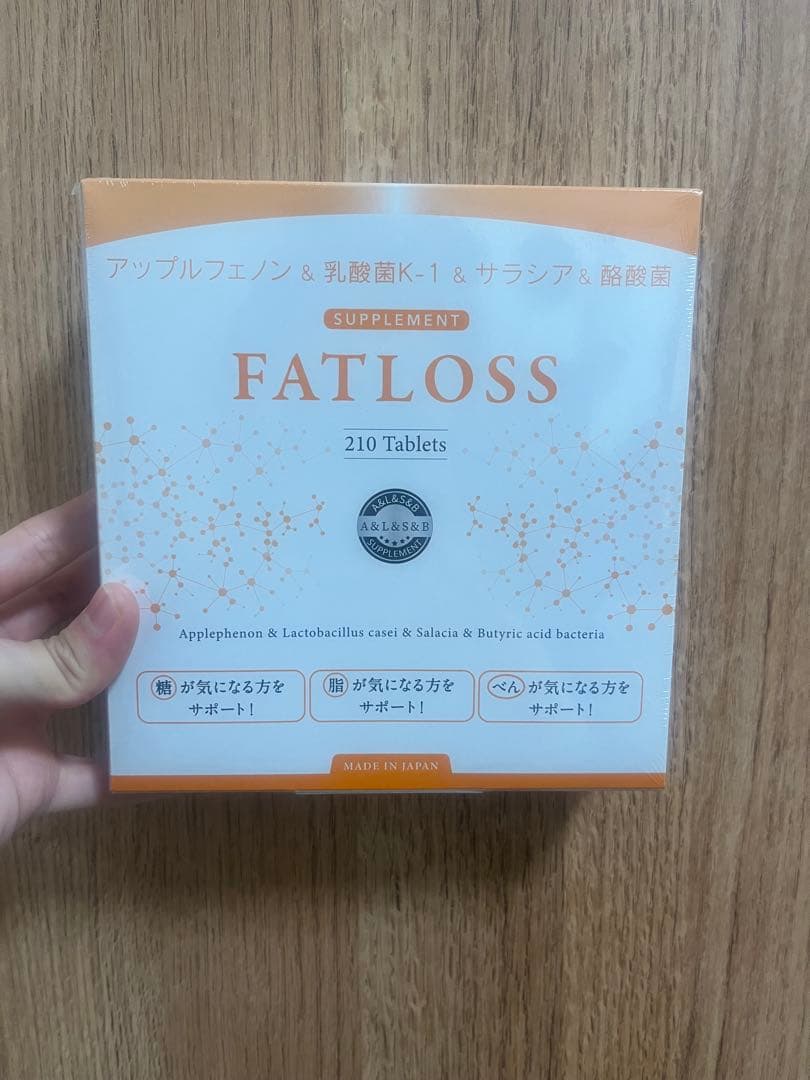 アップルフェノン & 乳酸菌K-1 & サラシア & 酪酸菌
SUPPLEMENT
FATLOSS
210 Tablets
A&L&S&B
A&L&S&B
SUPPLEMENT
Applephenon & Lactobacillus casei & Salacia & Butyric acid bacteria
糖が気になる方を
サポート!
脂が気になる方を
サポート!
べんが気になる方を
サポート!
MADE IN JAPAN